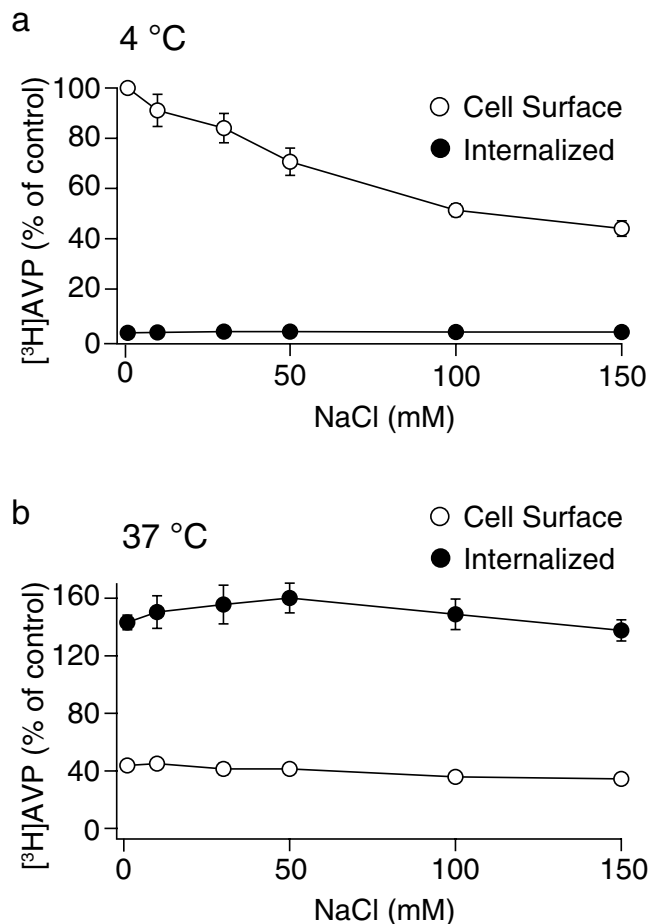 a
4 °C
Cell Surface
Internalized
[³H]AVP (% of control)
100
80
60
40
20
0
0 50 100 150
NaCl (mM)
b
37 °C
Cell Surface
Internalized
[³H]AVP (% of control)
160
120
80
40
0
0 50 100 150
NaCl (mM)